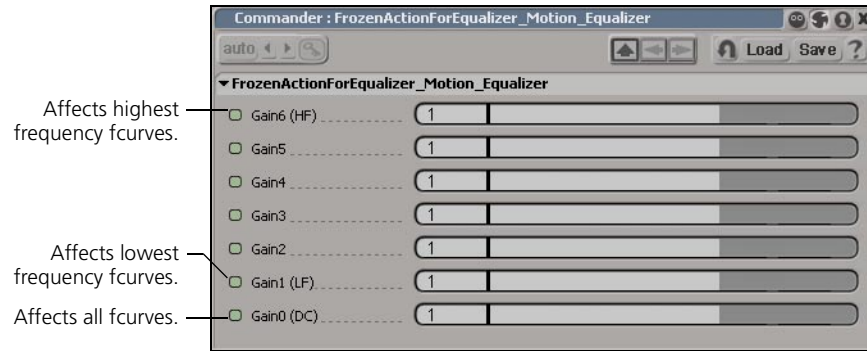 Commander : FrozenActionForEqualizer_Motion_Equalizer
auto
Load Save ?
FrozenActionForEqualizer_Motion_Equalizer
Affects highest
frequency fcurves.
Gain6 (HF) 1
Gain5 1
Gain4 1
Gain3 1
Gain2 1
Affects lowest
frequency fcurves.
Gain1 (LF) 1
Affects all fcurves.
Gain0 (DC) 1